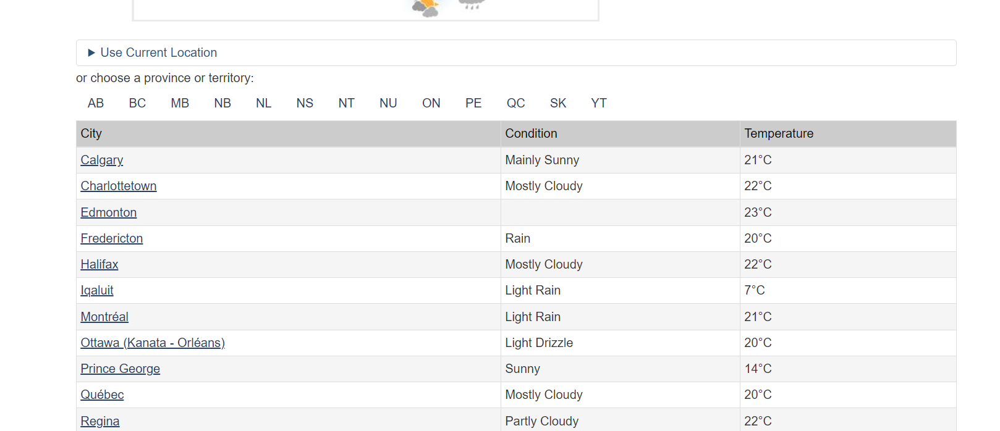 Use Current Location
or choose a province or territory:
AB BC MB NB NL NS NT NU ON PE QC SK YT
City Condition Temperature
Calgary Mainly Sunny 21°C
Charlottetown Mostly Cloudy 22°C
Edmonton 23°C
Fredericton Rain 20°C
Halifax Mostly Cloudy 22°C
Iqaluit Light Rain 7°C
Montréal Light Rain 21°C
Ottawa (Kanata - Orléans) Light Drizzle 20°C
Prince George Sunny 14°C
Québec Mostly Cloudy 20°C
Regina Partly Cloudy 22°C